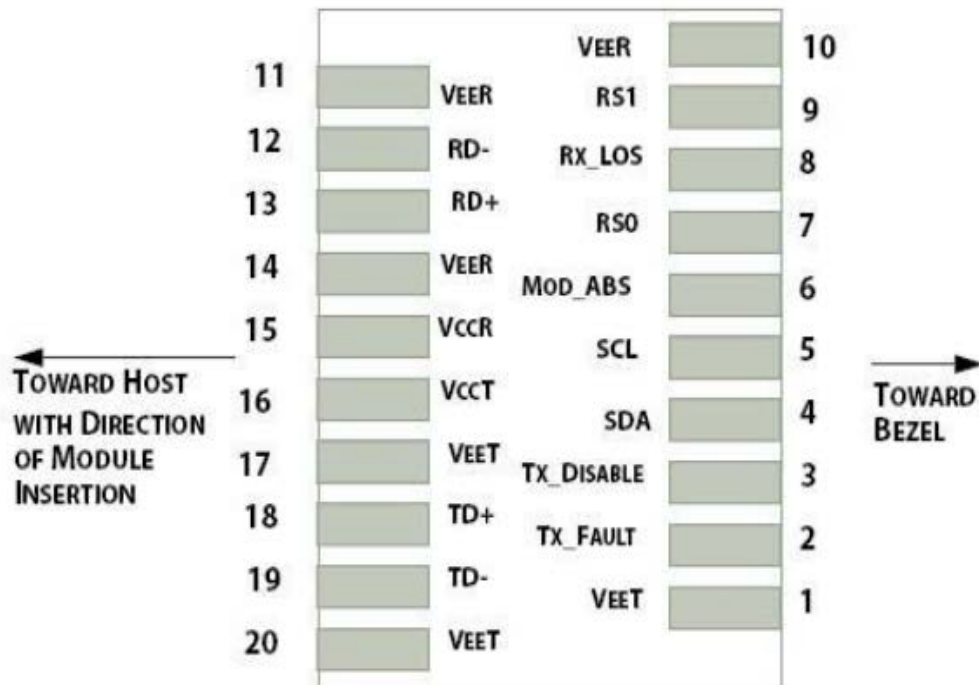 11 VEER
12 RD-
13 RD+
14 VEER
15 VCCR
16 VCCT
17 VEET
18 TD+
19 TD-
20 VEET
VEER 10
RS1 9
RX_LOS 8
RS0 7
MOD_ABS 6
SCL 5
SDA 4
TX_DISABLE 3
TX_FAULT 2
VEET 1
TOWARD HOST
WITH DIRECTION
OF MODULE
INSERTION
TOWARD
BEZEL